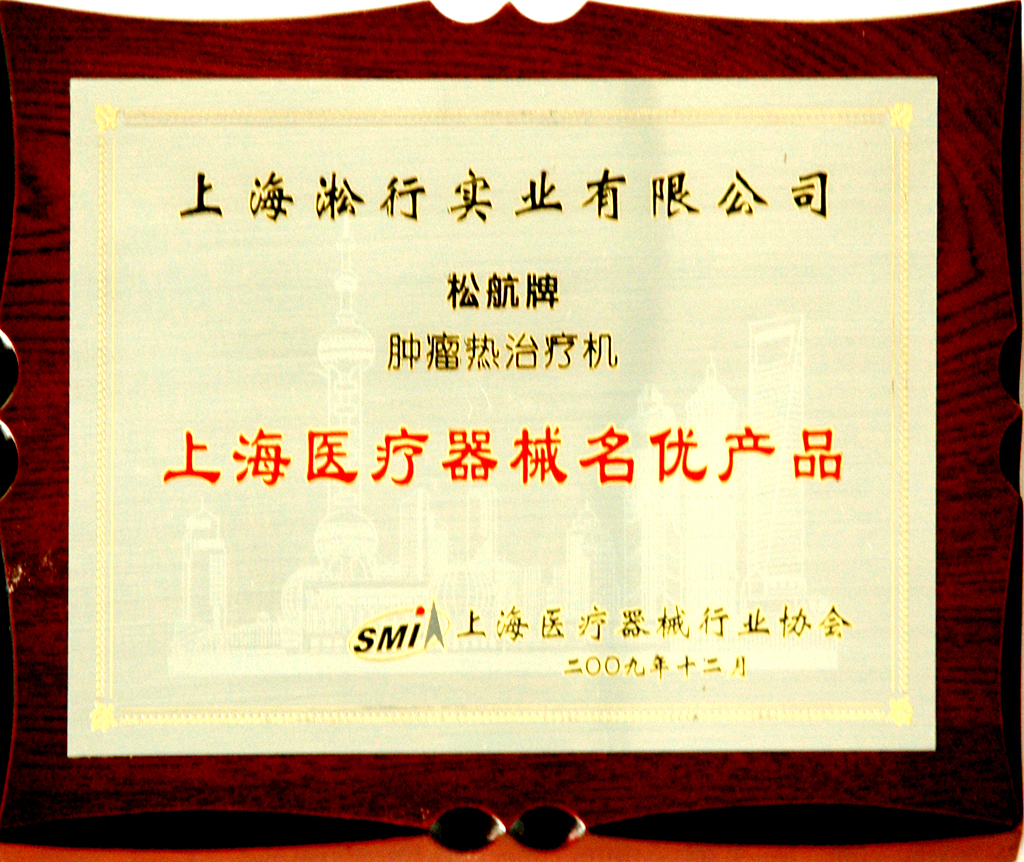 上海淞行实业有限公司
松航牌
肿瘤热治疗机
上海医疗器械名优产品
SMI 上海医疗器械行业协会
二〇〇九年十二月